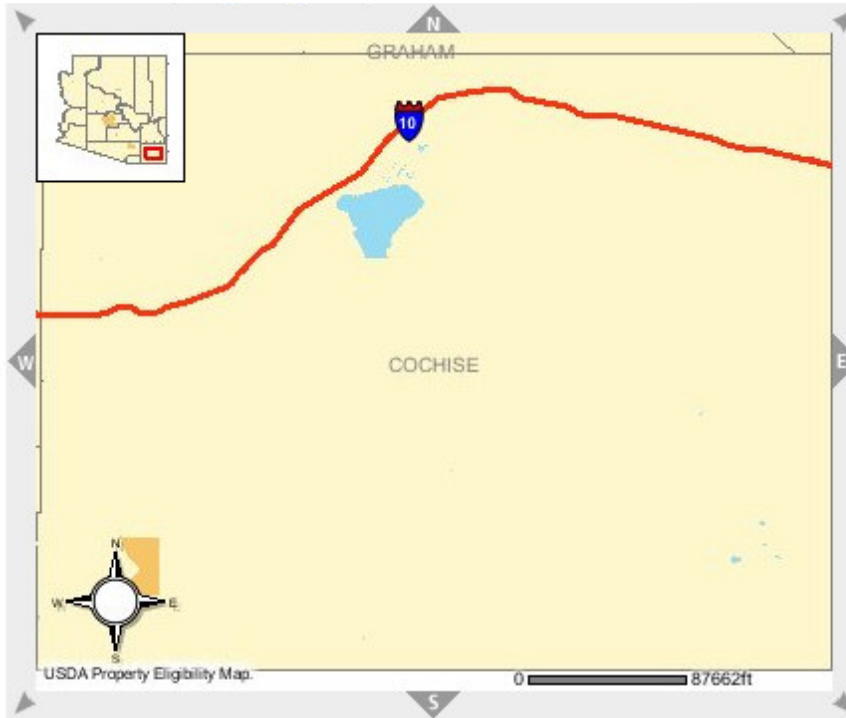 N
GRAHAM
10
COCHISE
W
E
N
W
E
S
USDA Property Eligibility Map.
0
87662ft
S